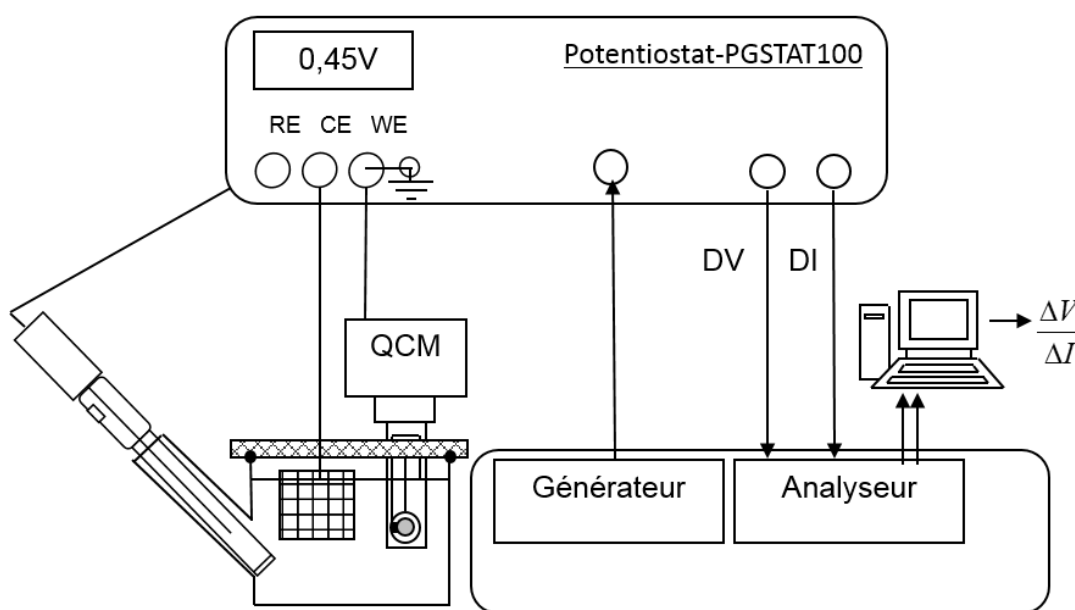 0,45V
Potentiostat-PGSTAT100
RE CE WE
DV DI
QCM
ΔV
ΔI
Générateur
Analyseur